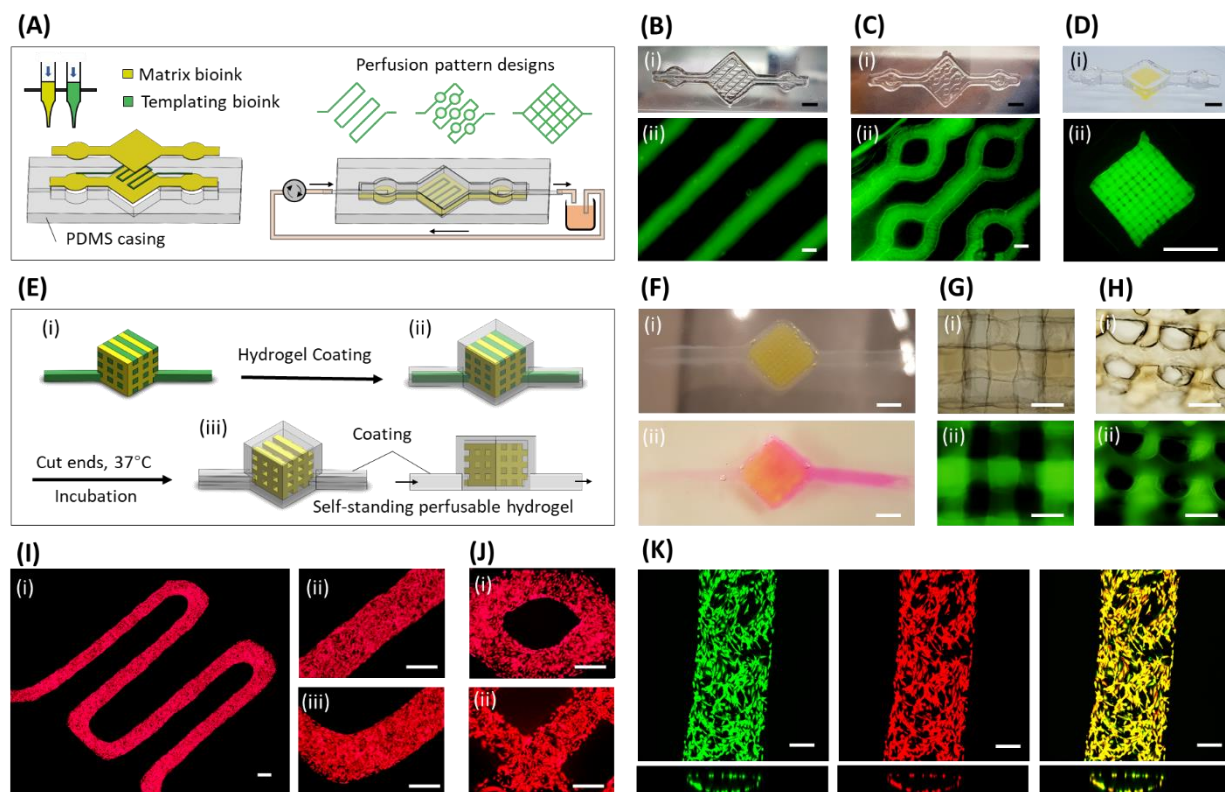 (A)
Matrix bioink
Templating bioink
Perfusion pattern designs
PDMS casing
(B)
(i)
(ii)
(C)
(i)
(ii)
(D)
(i)
(ii)
(E)
(i)
Hydrogel Coating
(ii)
Cut ends, 37°C
Incubation
(iii)
Coating
Self-standing perfusable hydrogel
(F)
(i)
(ii)
(G)
(i)
(ii)
(H)
(i)
(ii)
(I)
(i)
(ii)
(iii)
(J)
(i)
(ii)
(K)